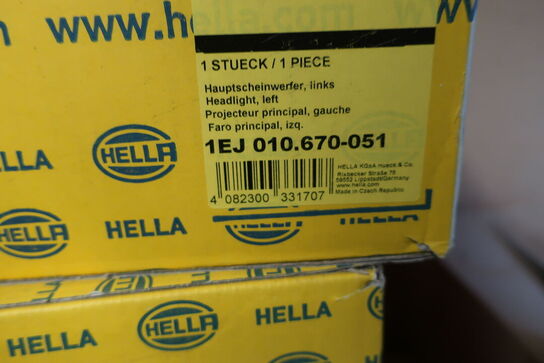 www.hella.com
1 STUECK / 1 PIECE
Hauptscheinwerfer, links
Headlight, left
Projecteur principal, gauche
Faro principal, izq.
1EJ 010.670-051
HELLA KGaA Hueck & Co.
Rixbecker Straße 75
59552 Lippstadt/Germany
www.hella.com
Made in Czech Republic
4 082300 331707
HELLA
HELLA
HELLA
HELLA
HELLA
HELLA
HELLA
HELLA
HELLA
HELLA